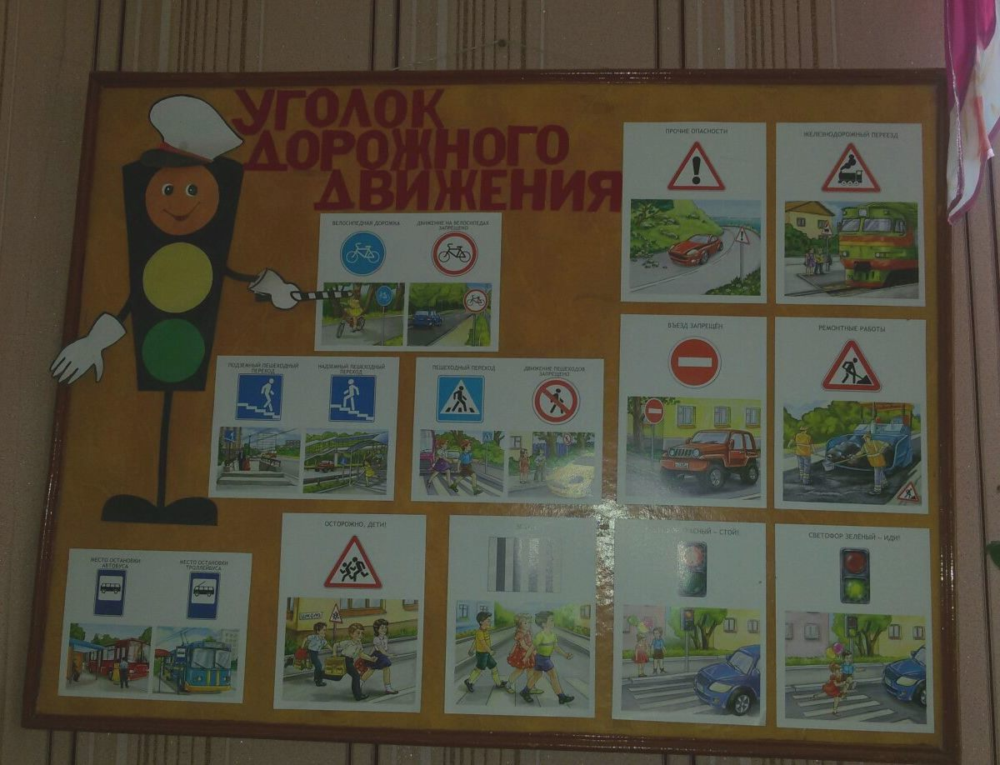 УГОЛОК
ДОРОЖНОГО
ДВИЖЕНИЯ
ПРОЧИЕ ОПАСНОСТИ
ЖЕЛЕЗНОДОРОЖНЫЙ ПЕРЕЕЗД
ВЕЛОСИПЕДНАЯ ДОРОЖКА
ДВИЖЕНИЕ НА ВЕЛОСИПЕДАХ
ЗАПРЕЩЕНО
ВЪЕЗД ЗАПРЕЩЁН
РЕМОНТНЫЕ РАБОТЫ
ПОДЗЕМНЫЙ ПЕШЕХОДНЫЙ
ПЕРЕХОД
НАДЗЕМНЫЙ ПЕШЕХОДНЫЙ
ПЕРЕХОД
ПЕШЕХОДНЫЙ ПЕРЕХОД
ДВИЖЕНИЕ ПЕШЕХОДОВ
ЗАПРЕЩЕНО
МЕСТО ОСТАНОВКИ
АВТОБУСА
МЕСТО ОСТАНОВКИ
ТРОЛЛЕЙБУСА
ОСТОРОЖНО, ДЕТИ!
ШКОЛА
– СТОЙ!
СВЕТОФОР ЗЕЛЁНЫЙ – ИДИ!